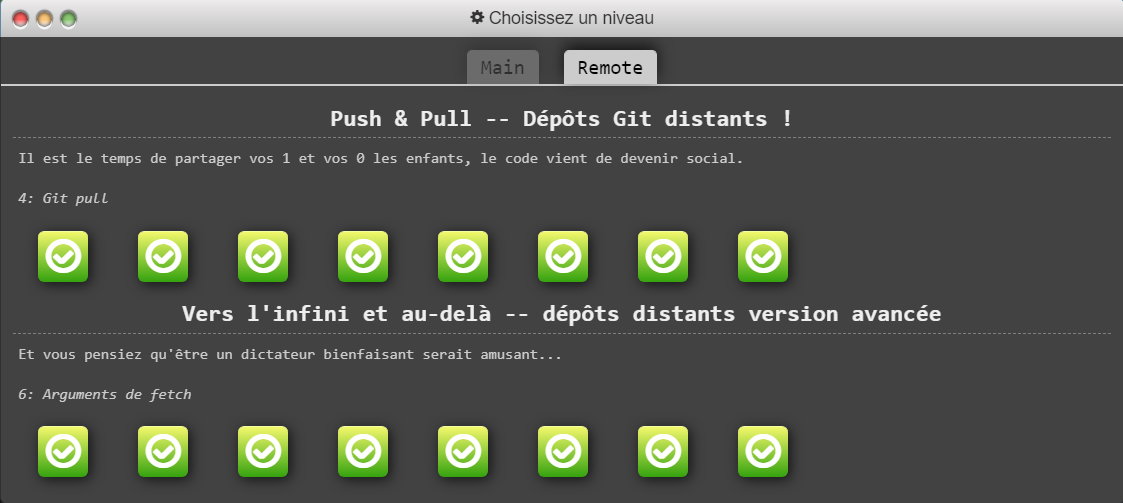 Choisissez un niveau
Main
Remote
Push & Pull -- Dépôts Git distants !
Il est le temps de partager vos 1 et vos 0 les enfants, le code vient de devenir social.
4: Git pull
Vers l'infini et au-delà -- dépôts distants version avancée
Et vous pensiez qu'être un dictateur bienfaisant serait amusant...
6: Arguments de fetch